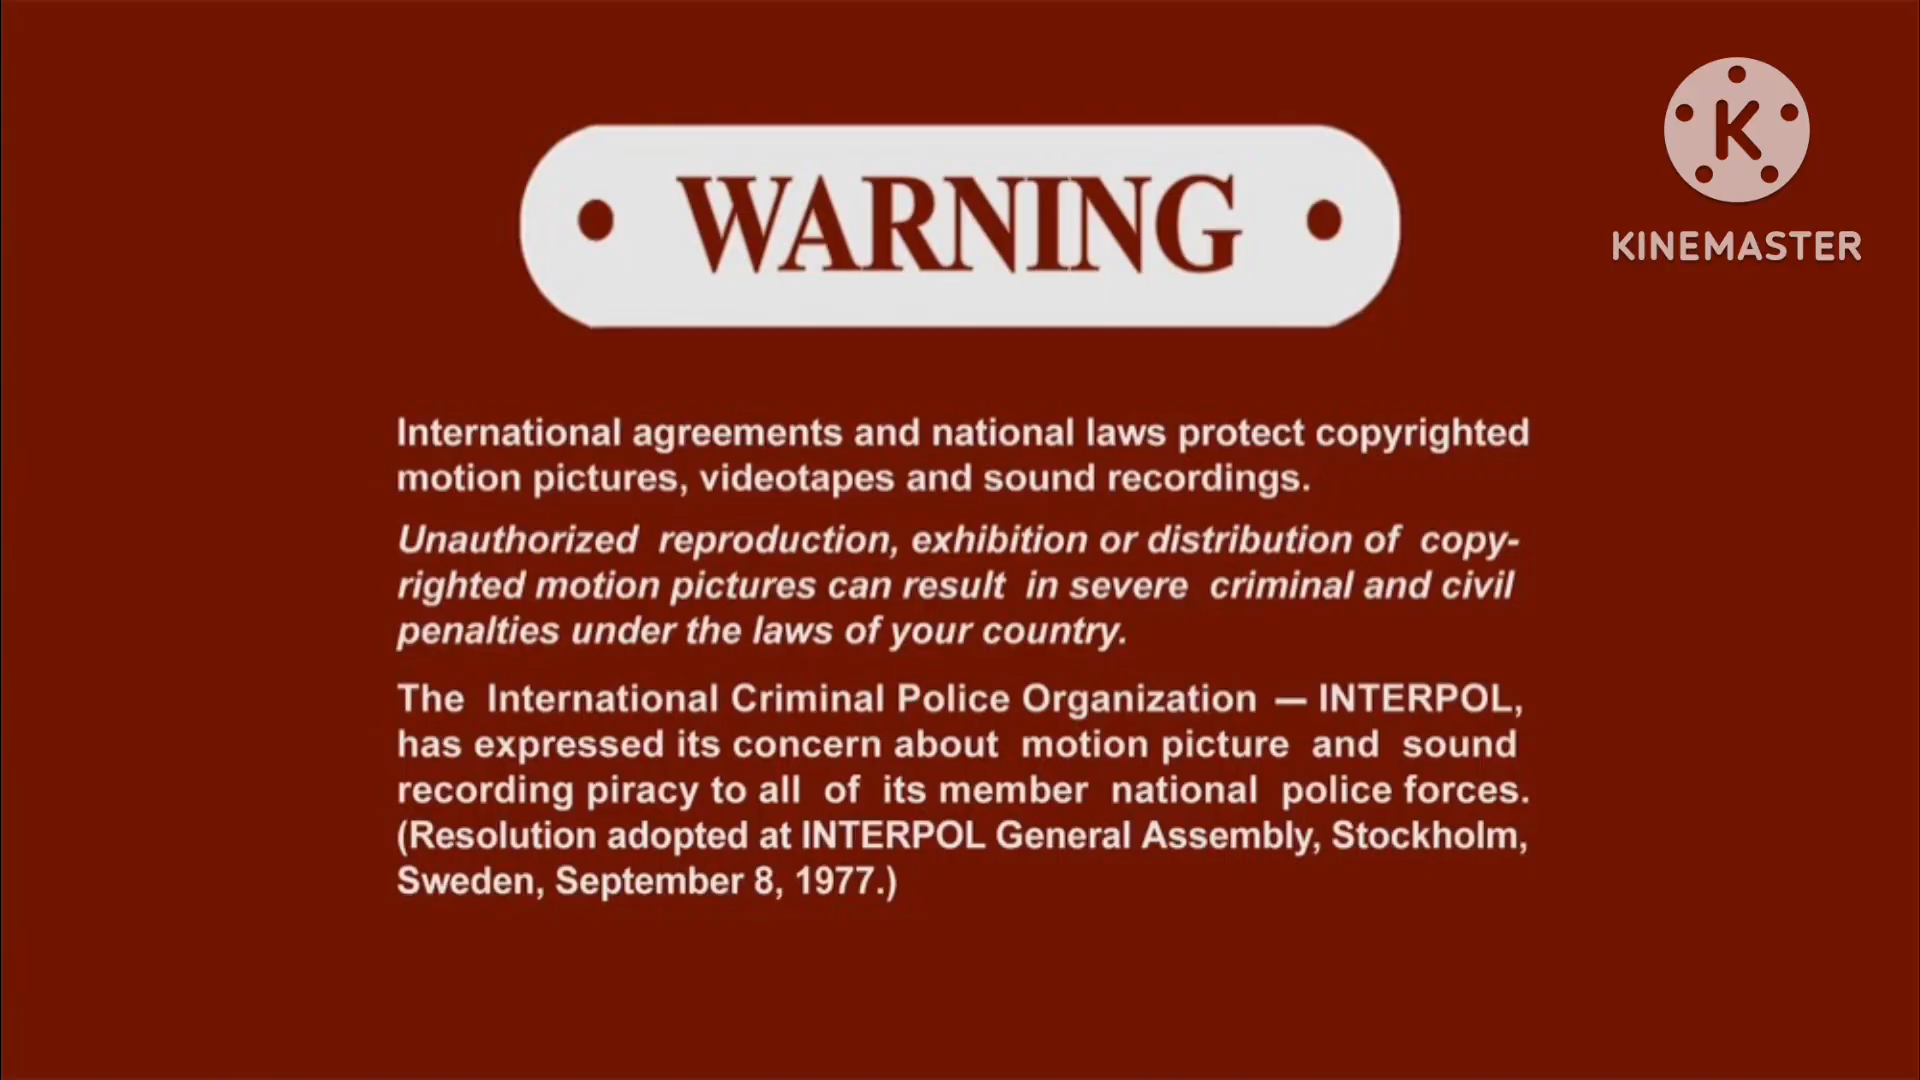 WARNING
K
KINEMASTER
International agreements and national laws protect copyrighted
motion pictures, videotapes and sound recordings.
Unauthorized reproduction, exhibition or distribution of copy-
righted motion pictures can result in severe criminal and civil
penalties under the laws of your country.
The International Criminal Police Organization — INTERPOL,
has expressed its concern about motion picture and sound
recording piracy to all of its member national police forces.
(Resolution adopted at INTERPOL General Assembly, Stockholm,
Sweden, September 8, 1977.)